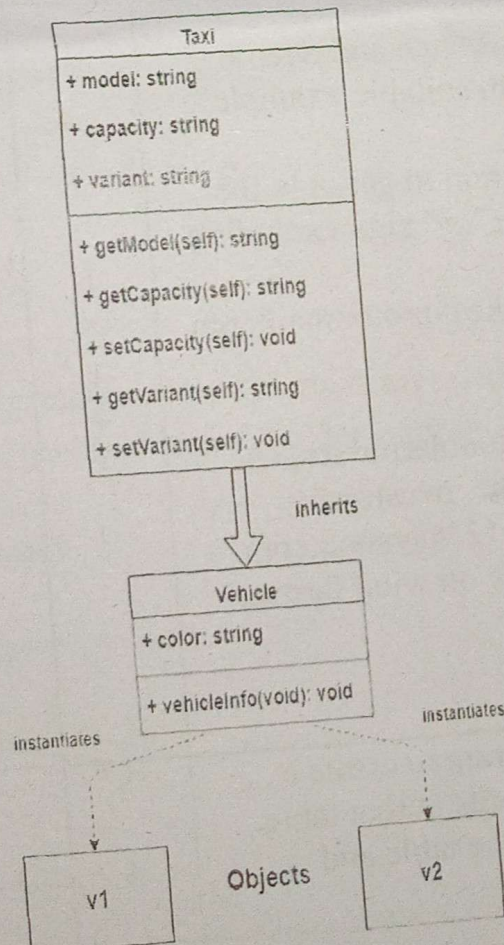 Taxi
+ model: string
+ capacity: string
+ variant: string
+ getModel(self): string
+ getCapacity(self): string
+ setCapacity(self): void
+ getVariant(self): string
+ setVariant(self): void
inherits
Vehicle
+ color: string
+ vehicleInfo(void): void
instantiates
instantiates
v1
Objects
v2